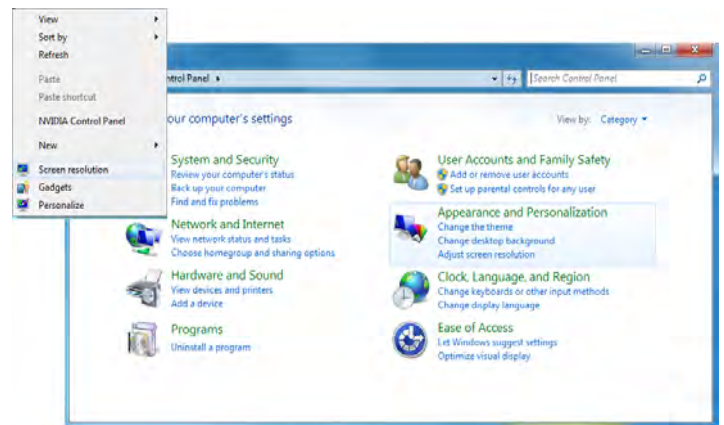 View
Sort by
Refresh
Paste
Paste shortcut
NVIDIA Control Panel
New
Screen resolution
Gadgets
Personalize
ntrol Panel
Search Control Panel
our computer's settings
View by: Category
System and Security
Review your computer's status
Back up your computer
Find and fix problems
Network and Internet
View network status and tasks
Choose homegroup and sharing options
Hardware and Sound
View devices and printers
Add a device
Programs
Uninstall a program
User Accounts and Family Safety
Add or remove user accounts
Set up parental controls for any user
Appearance and Personalization
Change the theme
Change desktop background
Adjust screen resolution
Clock, Language, and Region
Change keyboards or other input methods
Change display language
Ease of Access
Let Windows suggest settings
Optimize visual display